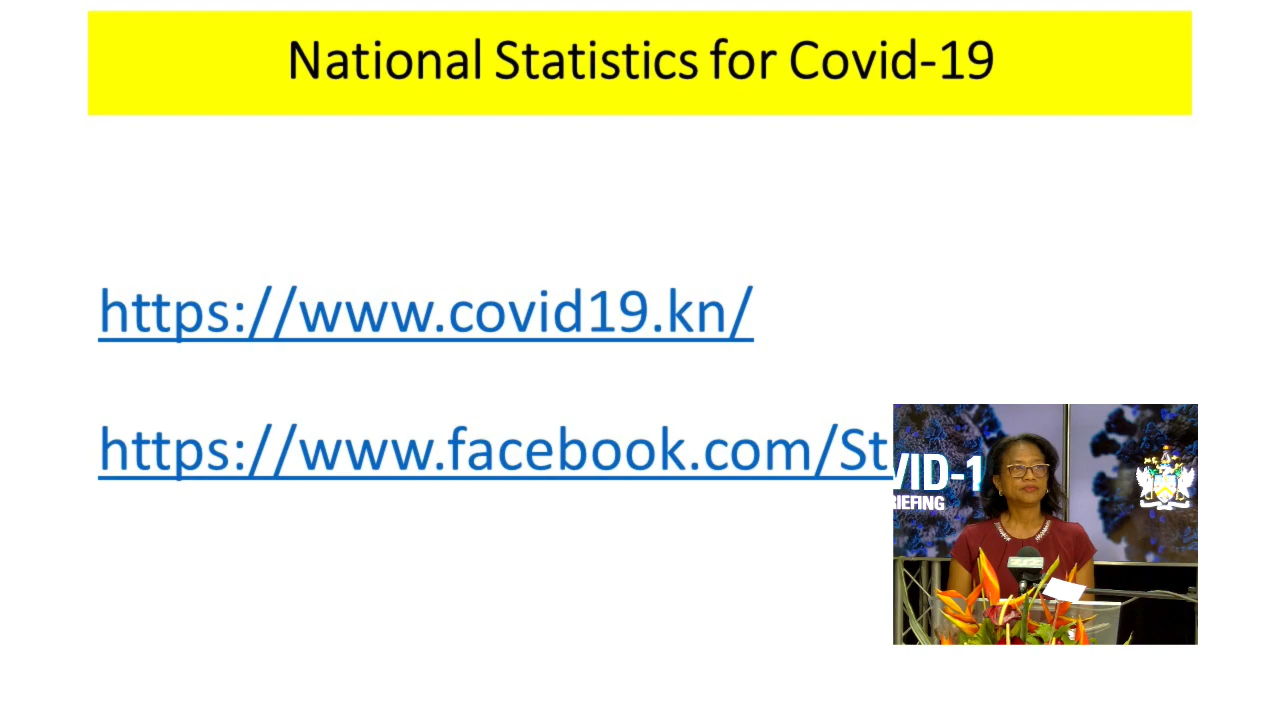 National Statistics for Covid-19
https://www.covid19.kn/
https://www.facebook.com/St
VID-1
RIEFING